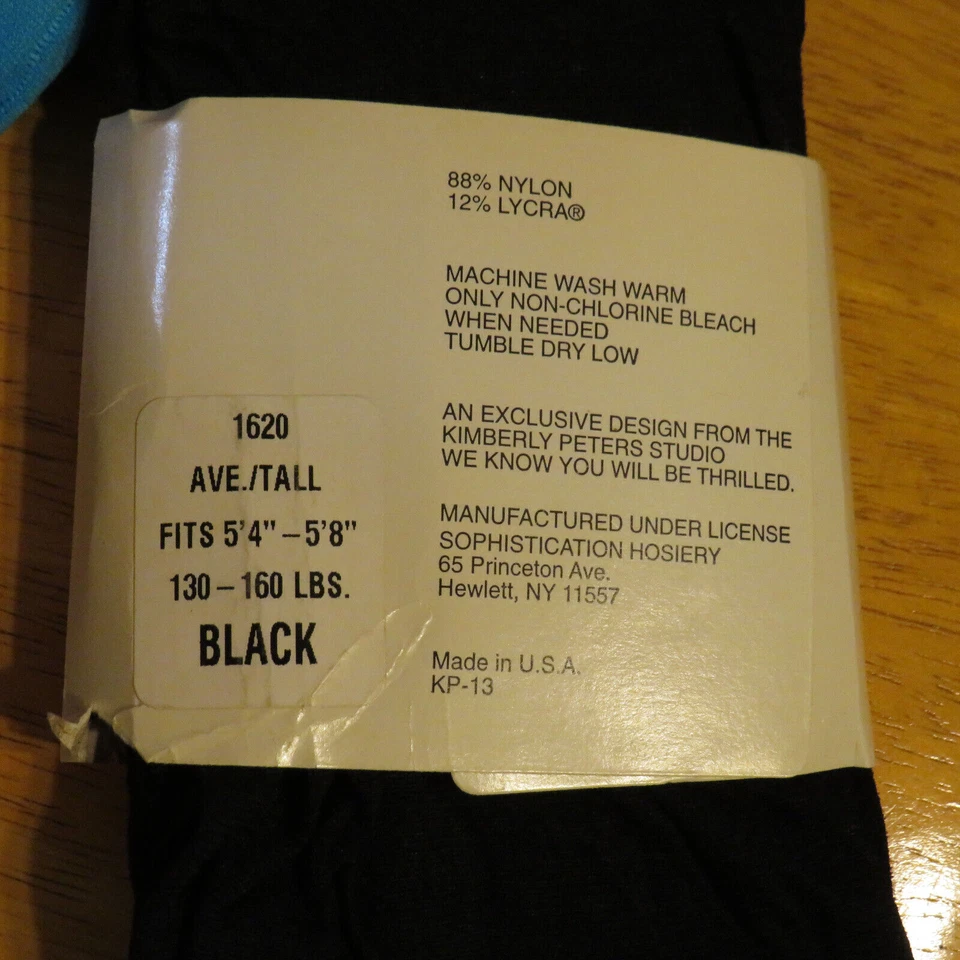 88% NYLON
12% LYCRA®
MACHINE WASH WARM
ONLY NON-CHLORINE BLEACH
WHEN NEEDED
TUMBLE DRY LOW
AN EXCLUSIVE DESIGN FROM THE
KIMBERLY PETERS STUDIO
WE KNOW YOU WILL BE THRILLED.
MANUFACTURED UNDER LICENSE
SOPHISTICATION HOSIERY
65 Princeton Ave.
Hewlett, NY 11557
Made in U.S.A.
KP-13
1620
AVE./TALL
FITS 5'4" – 5'8"
130 – 160 LBS.
BLACK